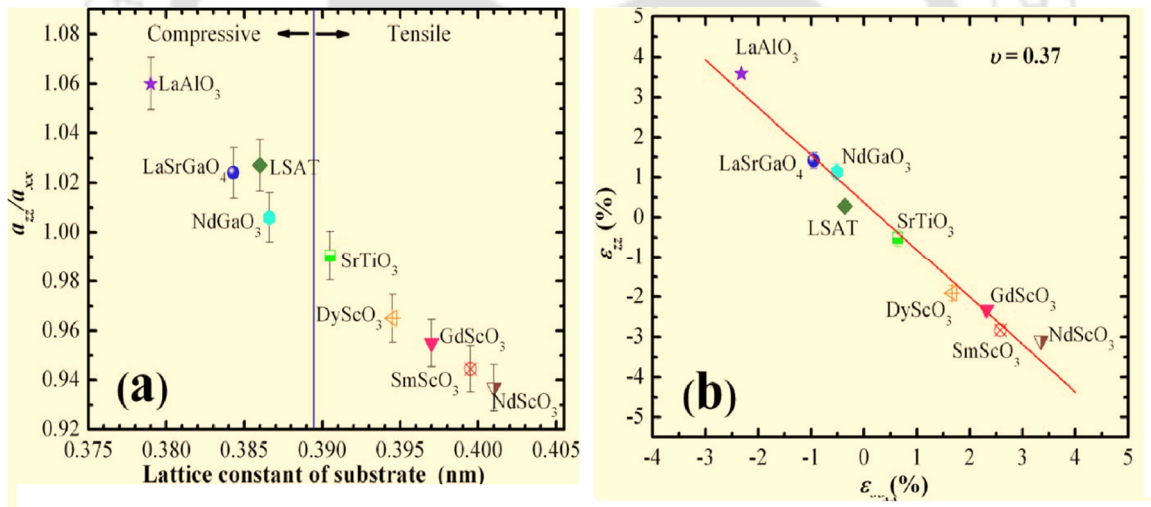 1.08
1.06
1.04
1.02
1.00
0.98
0.96
0.94
0.92
a_zz/a_xx
Compressive
Tensile
LaAlO3
LaSrGaO4
LSAT
NdGaO3
SrTiO3
DyScO3
GdScO3
SmScO3
NdScO3
(a)
0.375 0.380 0.385 0.390 0.395 0.400 0.405
Lattice constant of substrate (nm)
5
4
3
2
1
0
-1
-2
-3
-4
-5
ε_zz (%)
υ = 0.37
LaAlO3
LaSrGaO4
NdGaO3
LSAT
SrTiO3
DyScO3
GdScO3
SmScO3
NdScO3
(b)
-4 -3 -2 -1 0 1 2 3 4 5
ε (%)